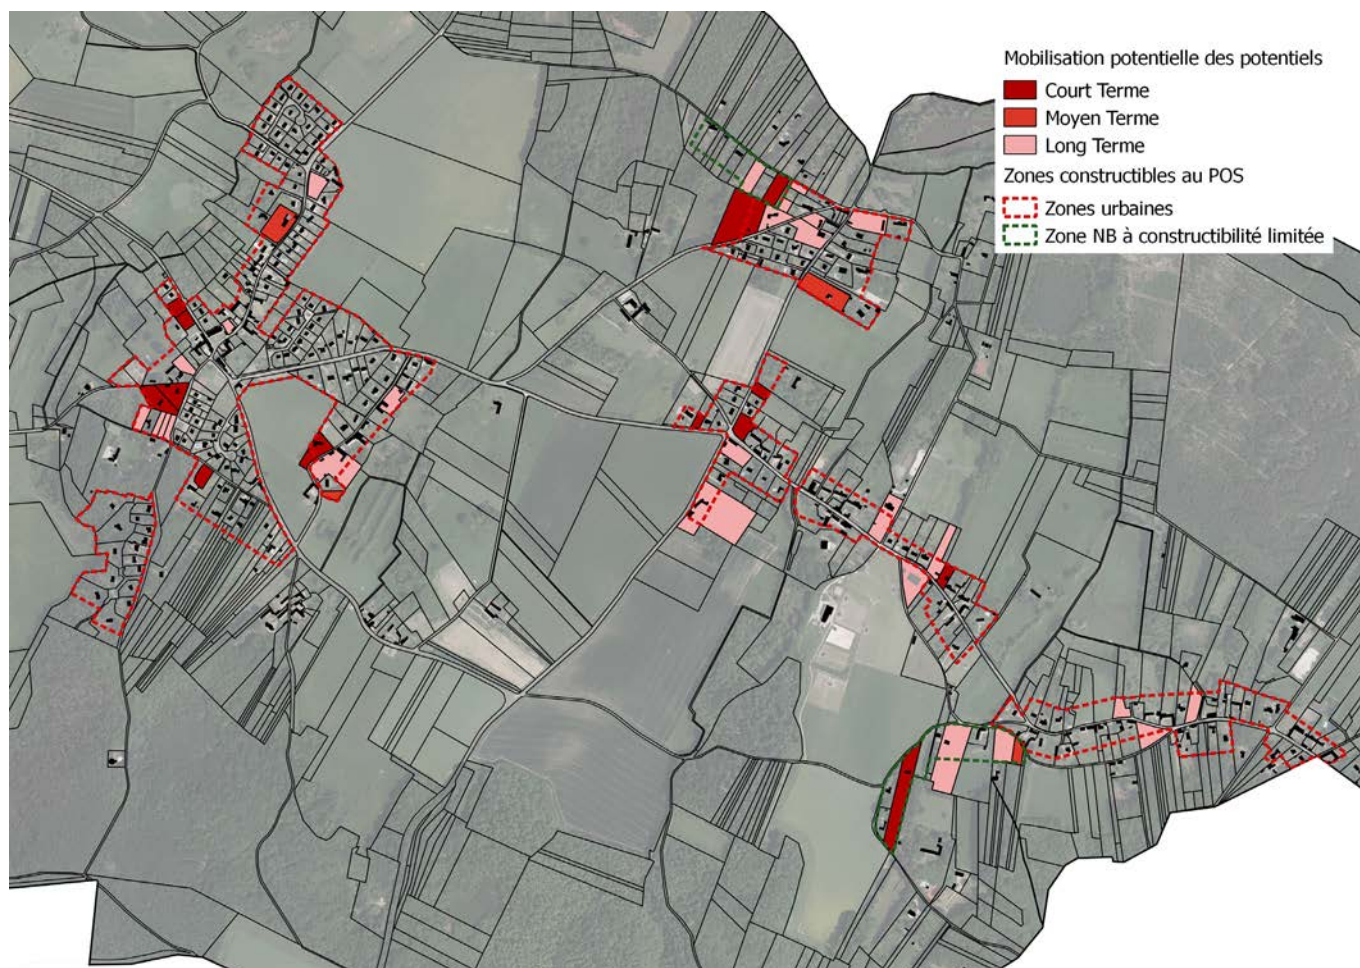 Mobilisation potentielle des potentiels
Court Terme
Moyen Terme
Long Terme
Zones constructibles au POS
Zones urbaines
Zone NB à constructibilité limitée